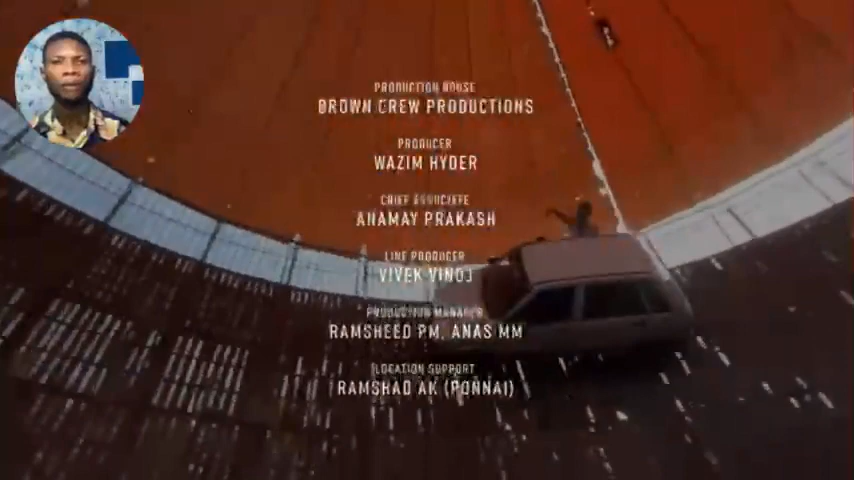 PRODUCTION HOUSE
BROWN CREW PRODUCTIONS
PRODUCER
WAZIM HYDER
CHIEF ASSOCIATE
ANAMAY PRAKASH
LINE PRODUCER
VIVEK VINOJ
PRODUCTION MANAGER
RAMSHEED PM, ANAS MM
LOCATION SUPPORT
RAMSHAD AK (PONNAI)